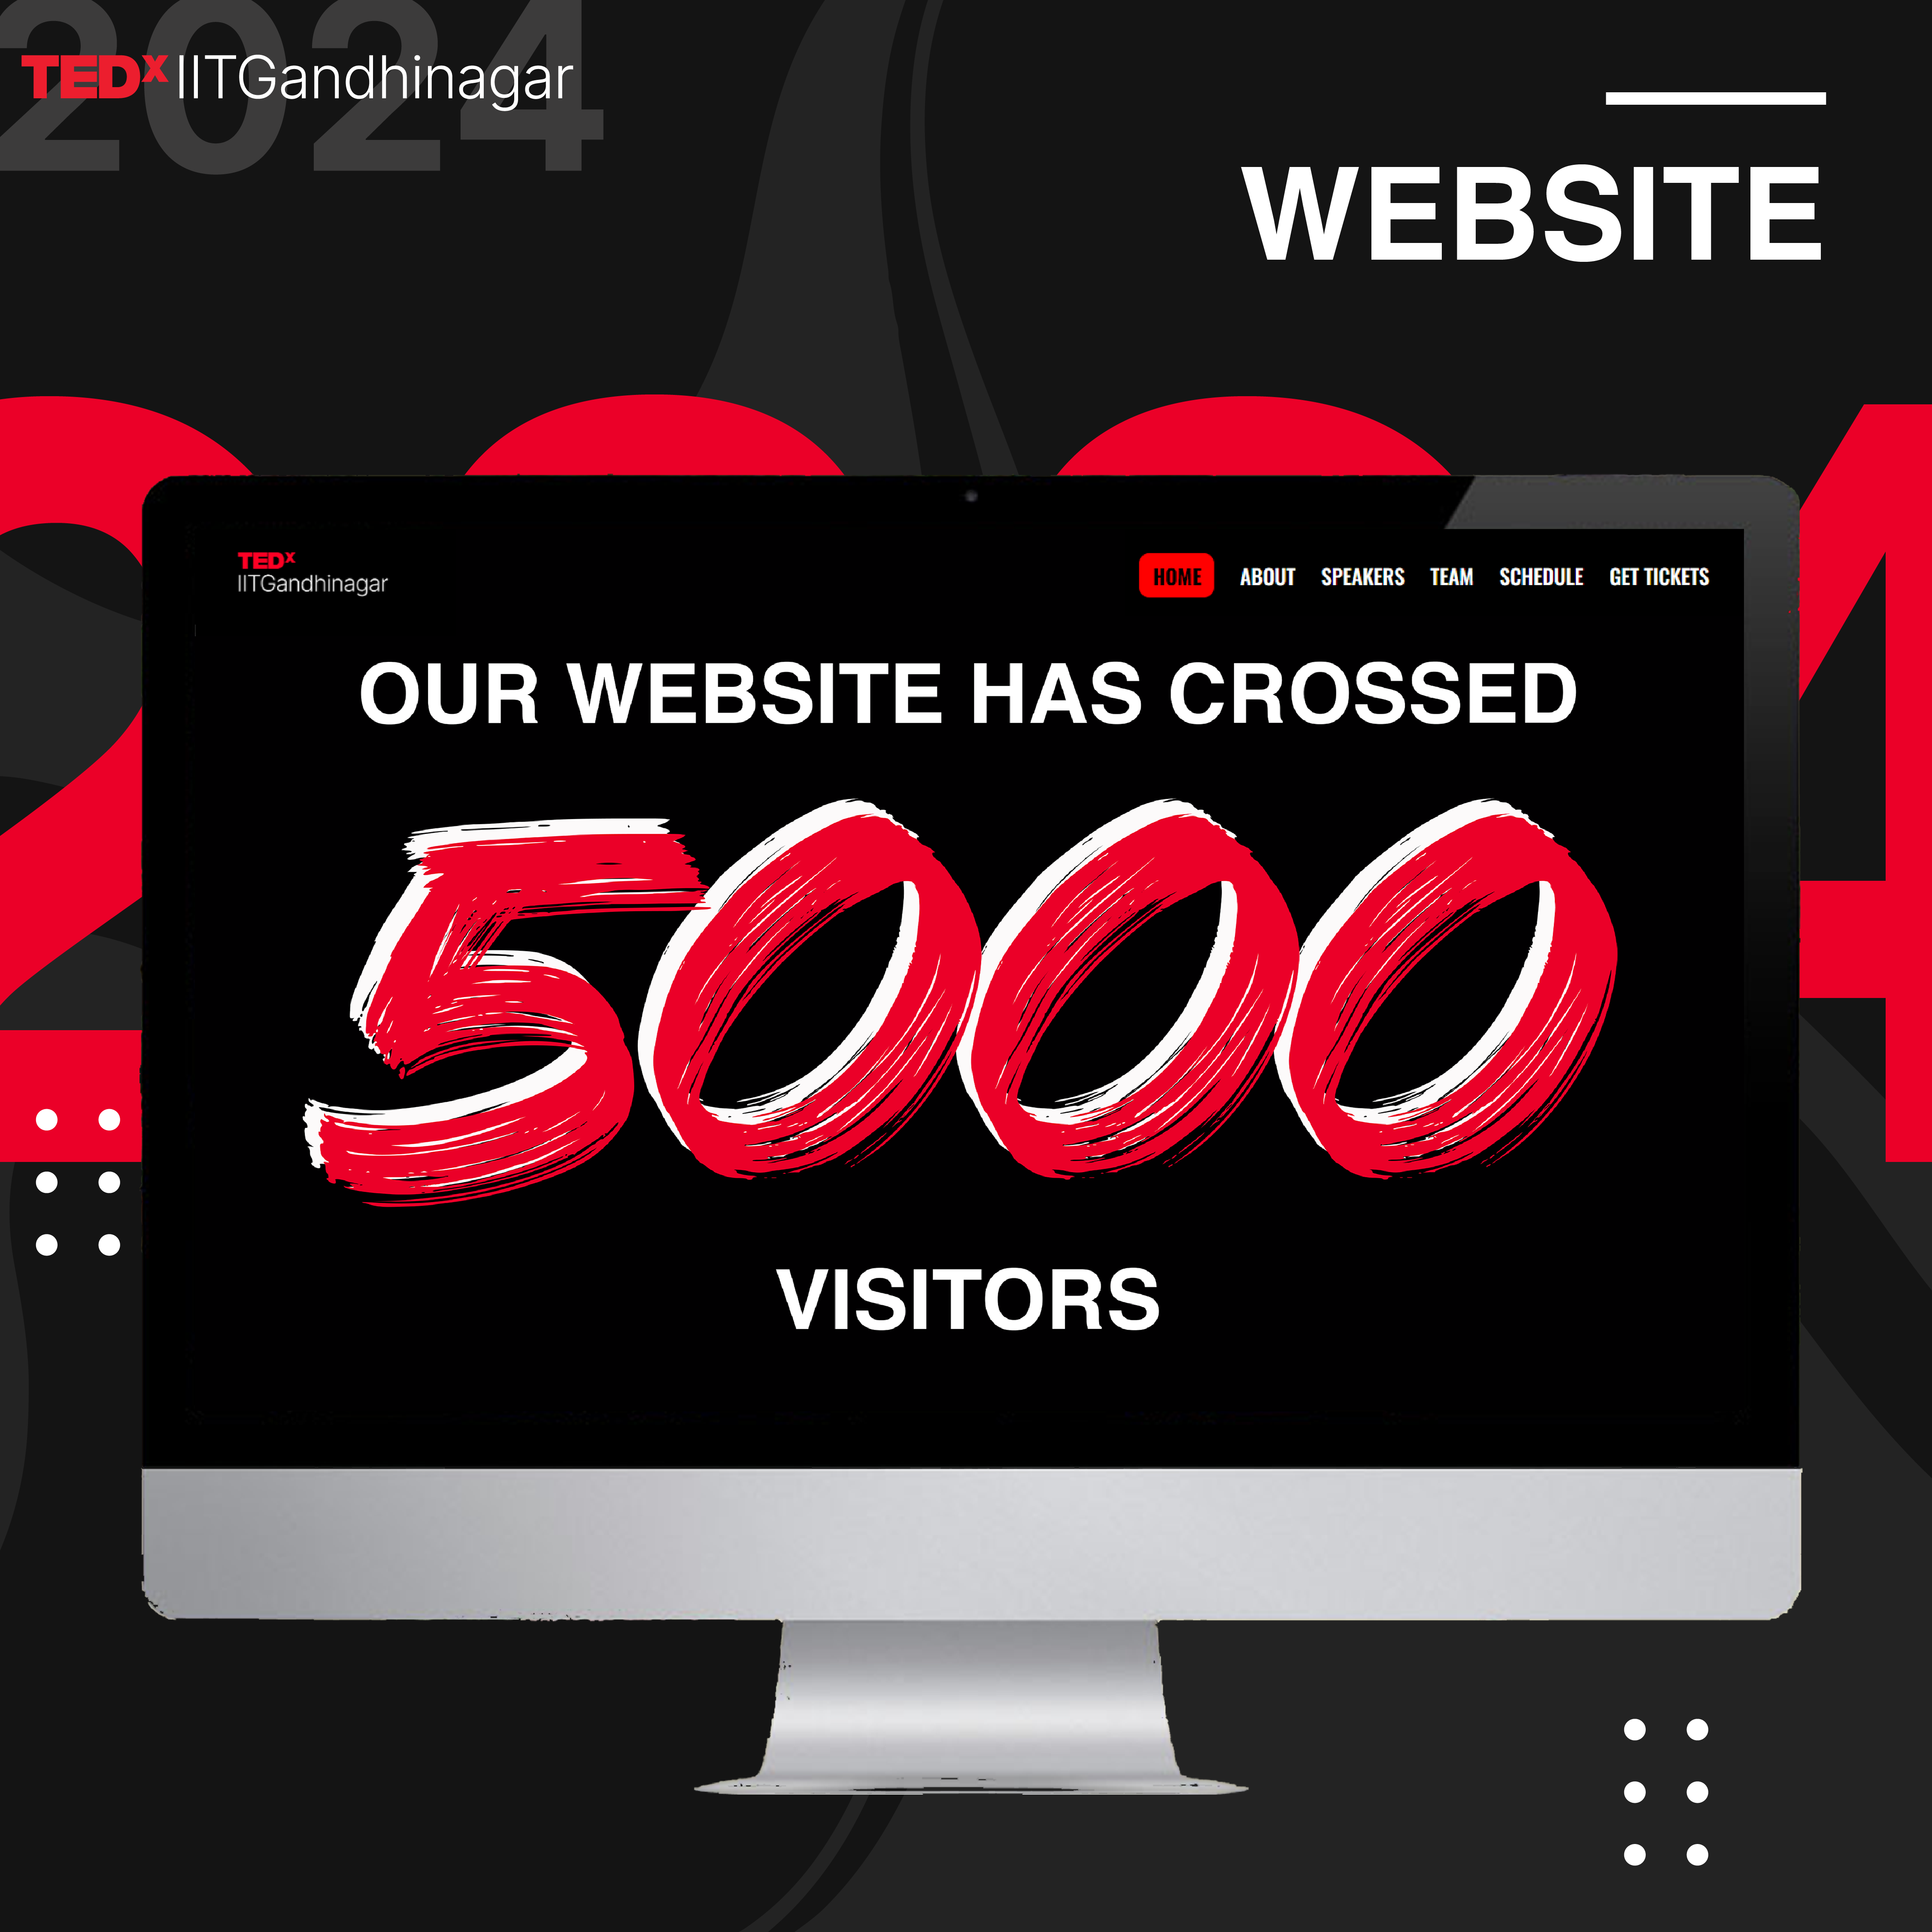 2024
TEDx IITGandhinagar
WEBSITE
2024
TEDx
IITGandhinagar
HOME ABOUT SPEAKERS TEAM SCHEDULE GET TICKETS
OUR WEBSITE HAS CROSSED
5000
VISITORS